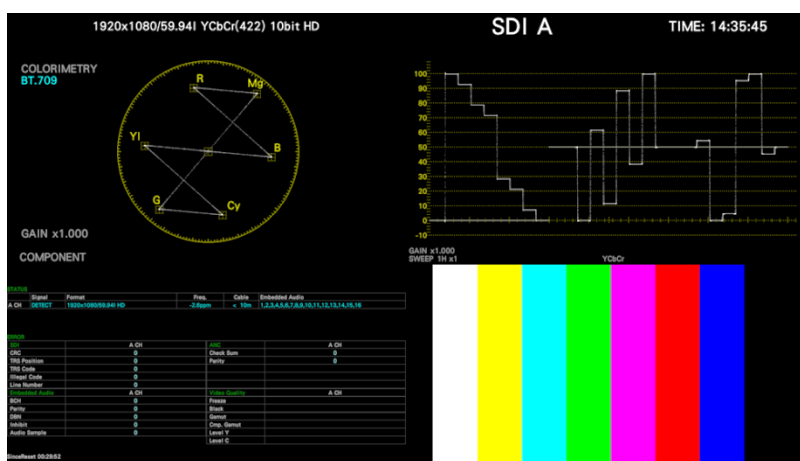 1920x1080/59.94I YCbCr(422) 10bit HD
SDI A
TIME: 14:35:45
COLORIMETRY
BT.709
R
Mg
Yl
B
G
Cy
GAIN x1.000
COMPONENT
100
90
80
70
60
50
40
30
20
10
0
-10
GAIN x1.000
SWEEP 1H x1
YCbCr
STATUS
Signal Format Freq. Cable Embedded Audio
A CH DETECT 1920x1080/59.94I HD -2.6ppm < 10m 1,2,3,4,5,6,7,8,9,10,11,12,13,14,15,16
ERROR
SDI A CH ANC A CH
CRC 0 Check Sum 0
TRS Position 0 Parity 0
TRS Code 0
Illegal Code 0
Line Number 0
Embedded Audio A CH Video Quality A CH
BCH 0 Freeze
Parity 0 Black
DBN 0 Gamut
Inhibit 0 Cmp. Gamut
Audio Sample 0 Level Y
Level C
SinceReset 00:28:52